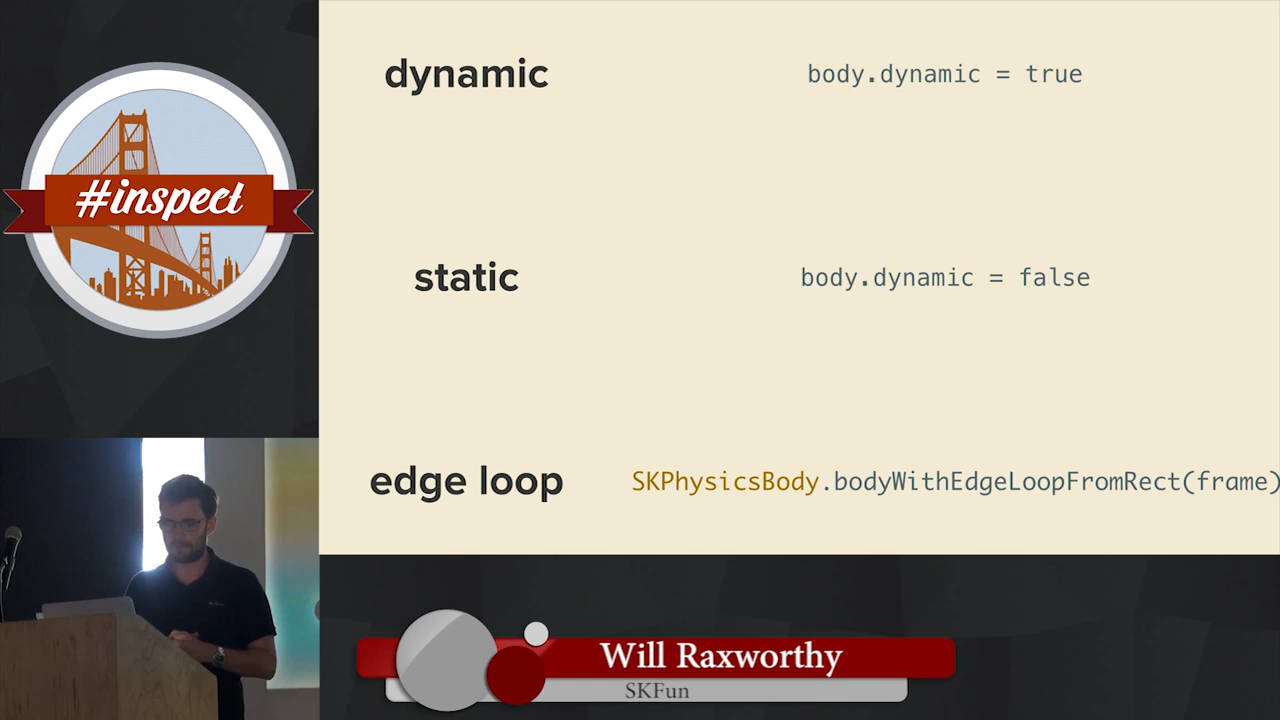 #inspect
dynamic body.dynamic = true
static body.dynamic = false
edge loop SKPhysicsBody.bodyWithEdgeLoopFromRect(frame)
Will Raxworthy
SKFun